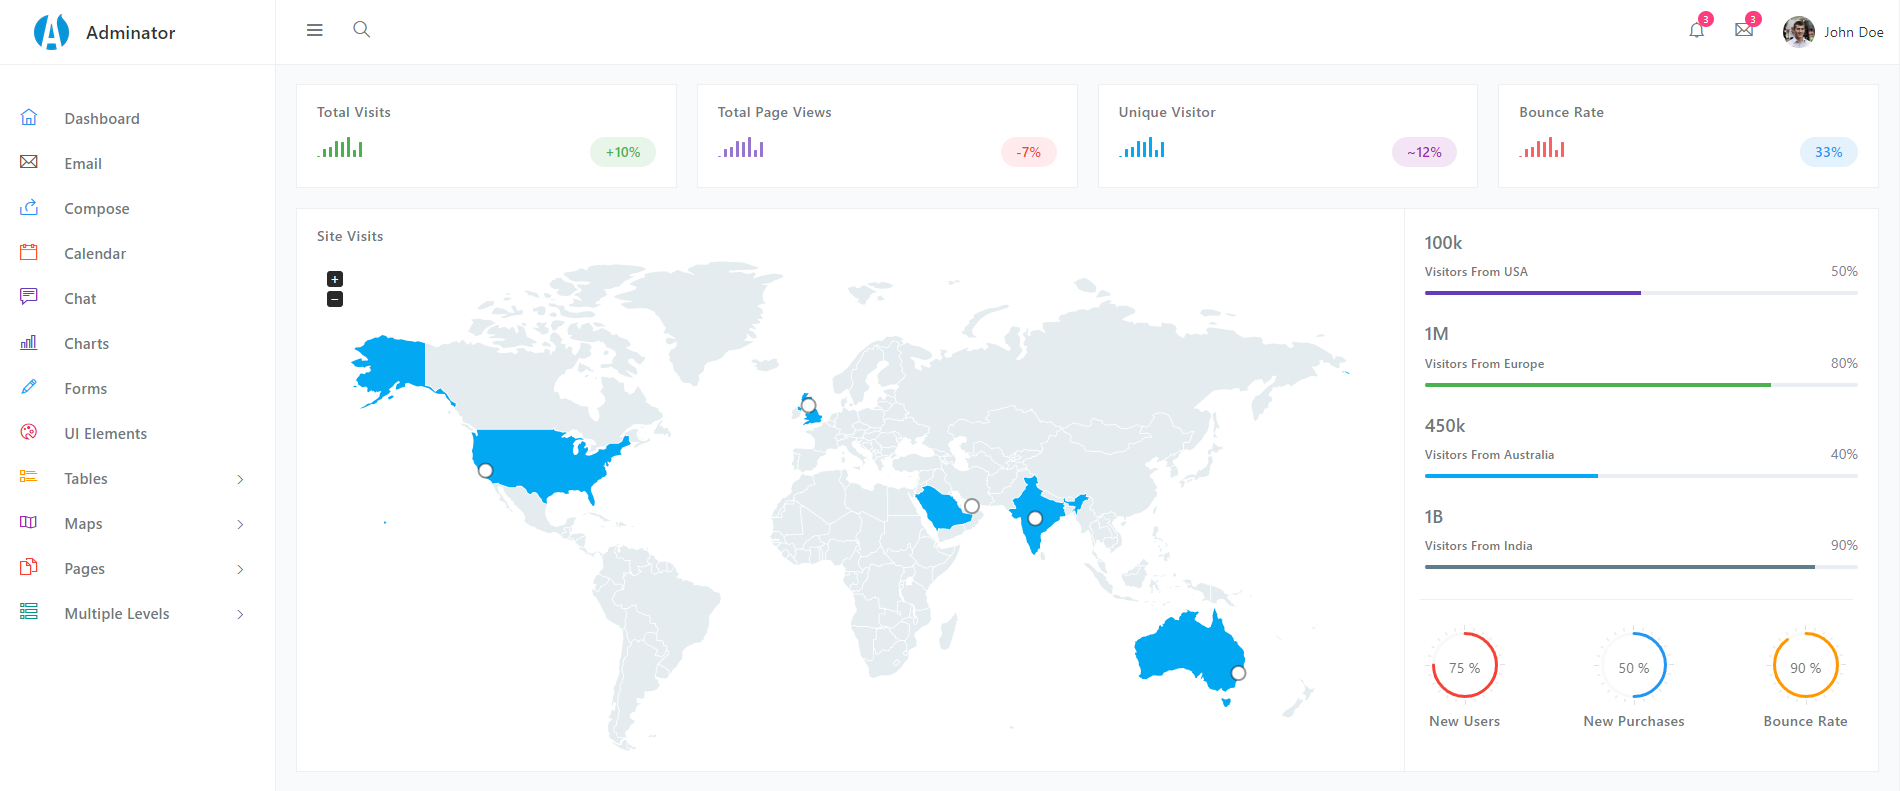 Adminator
3
3
John Doe
Dashboard
Email
Compose
Calendar
Chat
Charts
Forms
UI Elements
Tables
Maps
Pages
Multiple Levels
Total Visits
+10%
Total Page Views
-7%
Unique Visitor
~12%
Bounce Rate
33%
Site Visits
+
−
100k
Visitors From USA 50%
1M
Visitors From Europe 80%
450k
Visitors From Australia 40%
1B
Visitors From India 90%
75 %
New Users
50 %
New Purchases
90 %
Bounce Rate